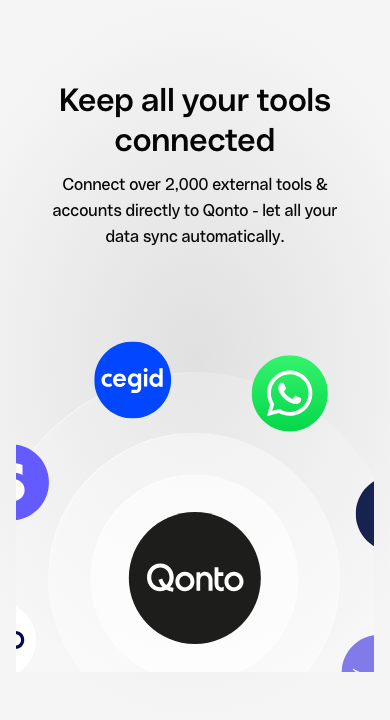 Keep all your tools
connected
Connect over 2,000 external tools &
accounts directly to Qonto - let all your
data sync automatically.
cegid
S
Qonto